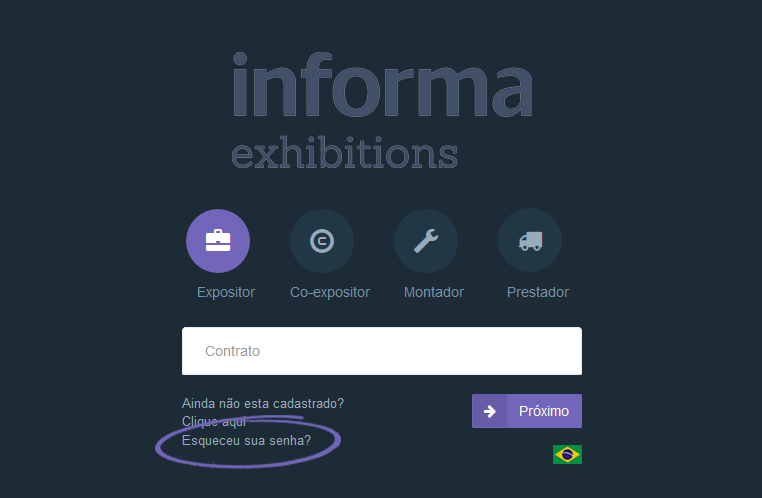 informa
exhibitions
Expositor
Co-expositor
Montador
Prestador
Contrato
Ainda não esta cadastrado?
Clique aqui
Esqueceu sua senha?
Próximo